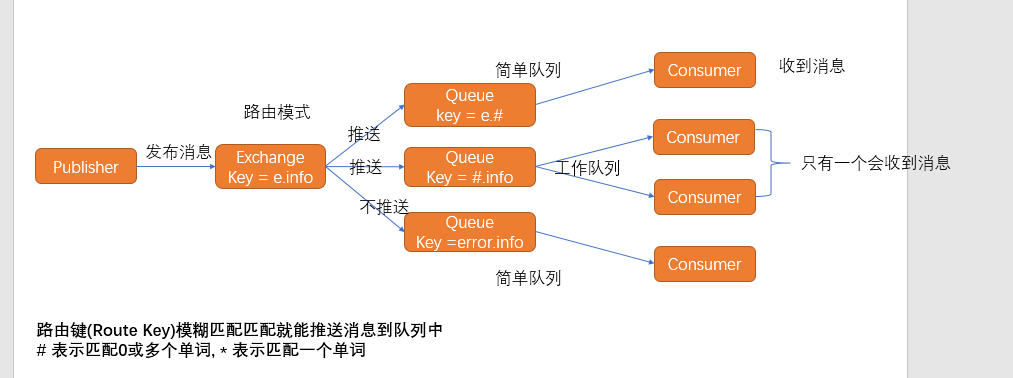 简单队列
Consumer
收到消息
Queue
key = e.#
路由模式
推送
Publisher
发布消息
Exchange
Key = e.info
推送
Queue
Key = #.info
工作队列
Consumer
Consumer
只有一个会收到消息
不推送
Queue
Key =error.info
Consumer
简单队列
路由键(Route Key)模糊匹配匹配就能推送消息到队列中
# 表示匹配0或多个单词, * 表示匹配一个单词